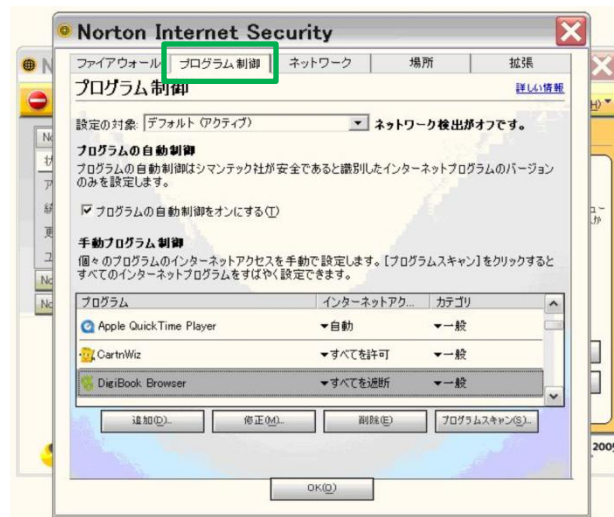 Norton Internet Security
ファイアウォール プログラム制御 ネットワーク 場所 拡張
プログラム制御 詳しい情報
設定の対象: デフォルト (アクティブ) ネットワーク検出がオフです。
プログラムの自動制御
プログラムの自動制御はシマンテック社が安全であると識別したインターネットプログラムのバージョン
のみを設定します。
プログラムの自動制御をオンにする(T)
手動プログラム制御
個々のプログラムのインターネットアクセスを手動で設定します。[プログラムスキャン]をクリックすると
すべてのインターネットプログラムをすばやく設定できます。
プログラム インターネットアク... カテゴリ
Apple QuickTime Player 自動 一般
CartnWiz すべてを許可 一般
DigiBook Browser すべてを遮断 一般
追加(D)... 修正(M)... 削除(E) プログラムスキャン(S)...
OK(O)